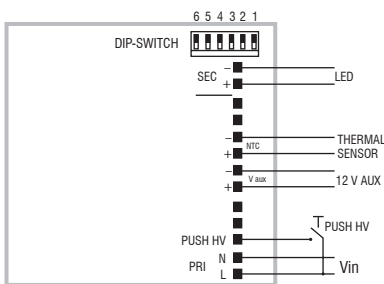 6 5 4 3 2 1
DIP-SWITCH
−
SEC
+
LED
−
NTC
+
THERMAL
SENSOR
−
V aux
+
12 V AUX
PUSH HV
PUSH HV
N
PRI
L
Vin